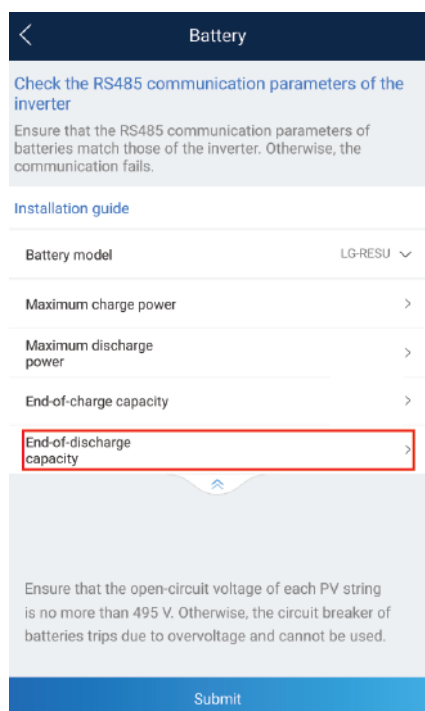 Battery
Check the RS485 communication parameters of the
inverter
Ensure that the RS485 communication parameters of
batteries match those of the inverter. Otherwise, the
communication fails.
Installation guide
Battery model LG-RESU
Maximum charge power
Maximum discharge
power
End-of-charge capacity
End-of-discharge
capacity
Ensure that the open-circuit voltage of each PV string
is no more than 495 V. Otherwise, the circuit breaker of
batteries trips due to overvoltage and cannot be used.
Submit